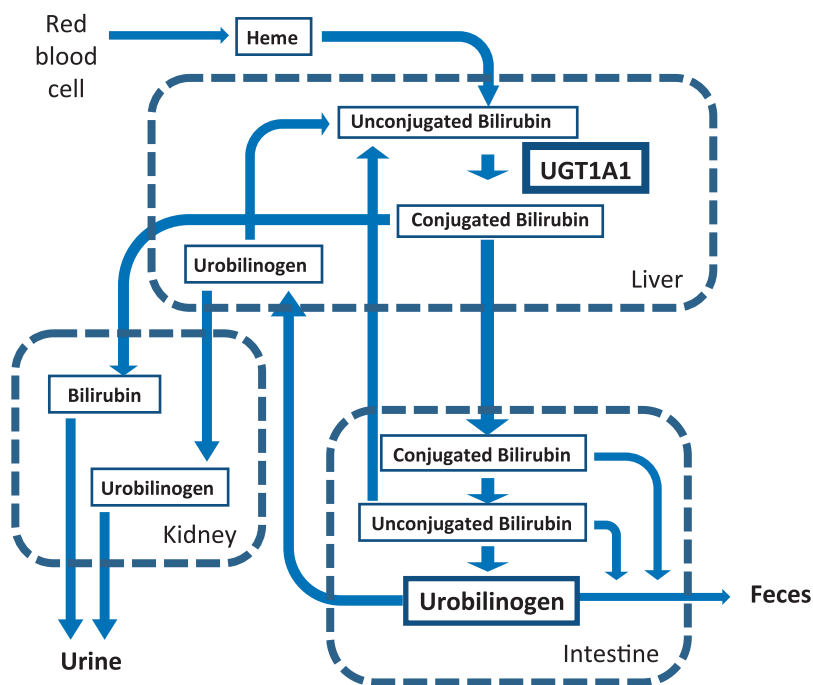 Red
blood
cell
Heme
Unconjugated Bilirubin
UGT1A1
Conjugated Bilirubin
Urobilinogen
Liver
Bilirubin
Urobilinogen
Kidney
Conjugated Bilirubin
Unconjugated Bilirubin
Urobilinogen
Feces
Intestine
Urine